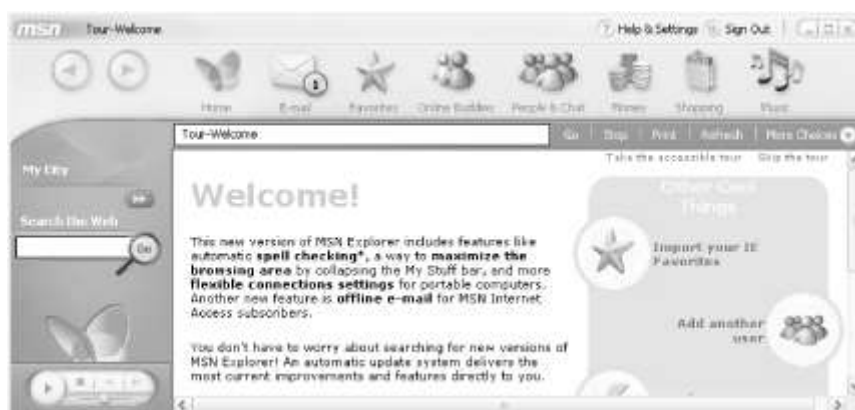 msn Tour-Welcome
Help & Settings Sign Out
Home E-mail Favorites Online Buddies People & Chat Money Shopping Music
1
Tour-Welcome Go Stop Print Refresh More Choices
Take the accessible tour Skip the tour
My City
Search the Web
Go
Welcome!
This new version of MSN Explorer includes features like
automatic spell checking*, a way to maximize the
browsing area by collapsing the My Stuff bar, and more
flexible connections settings for portable computers.
Another new feature is offline e-mail for MSN Internet
Access subscribers.
You don't have to worry about searching for new versions of
MSN Explorer! An automatic update system delivers the
most current improvements and features directly to you.
Other Cool
Things
Import your IE
Favorites
Add another
user